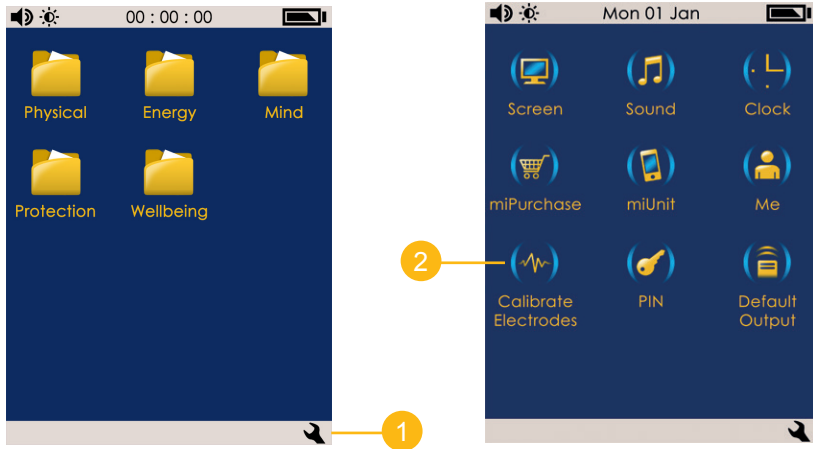 00 : 00 : 00
Physical
Energy
Mind
Protection
Wellbeing
1
Mon 01 Jan
Screen
Sound
Clock
miPurchase
miUnit
Me
2
Calibrate
Electrodes
PIN
Default
Output